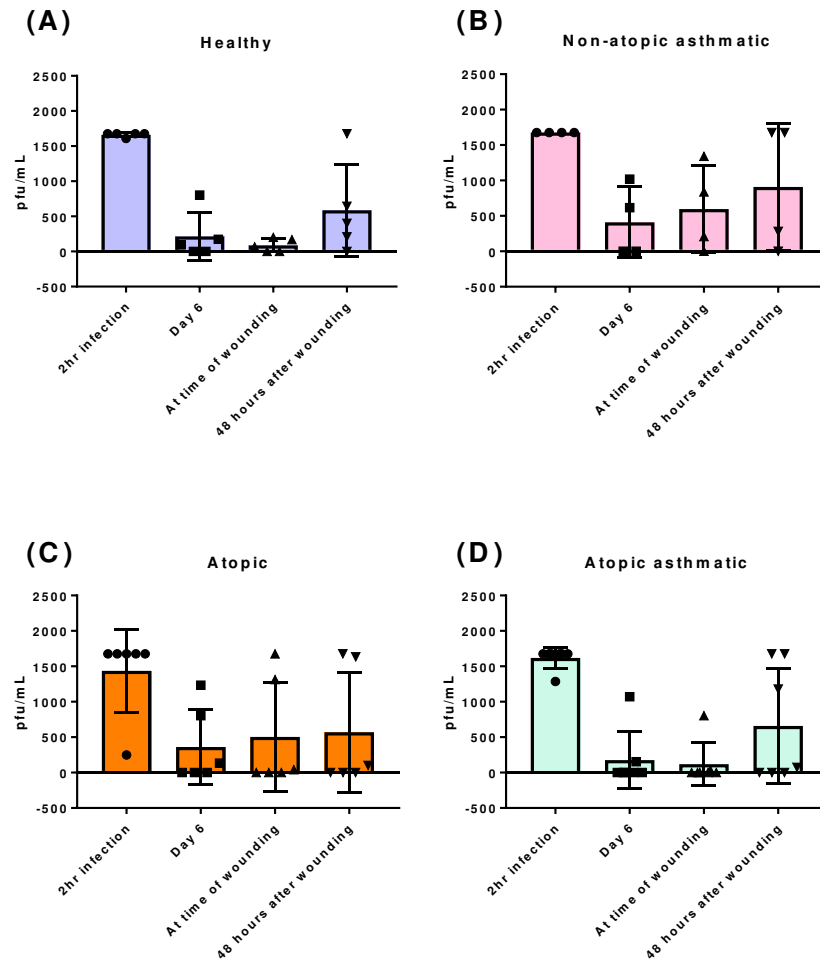 (A)
Healthy
2500
2000
1500
1000
500
0
-500
pfu/mL
2hr infection
Day 6
At time of wounding
48 hours after wounding
(B)
Non-atopic asthmatic
2500
2000
1500
1000
500
0
-500
pfu/mL
2hr infection
Day 6
At time of wounding
48 hours after wounding
(C)
Atopic
2500
2000
1500
1000
500
0
-500
pfu/mL
2hr infection
Day 6
At time of wounding
48 hours after wounding
(D)
Atopic asthmatic
2500
2000
1500
1000
500
0
-500
pfu/mL
2hr infection
Day 6
At time of wounding
48 hours after wounding